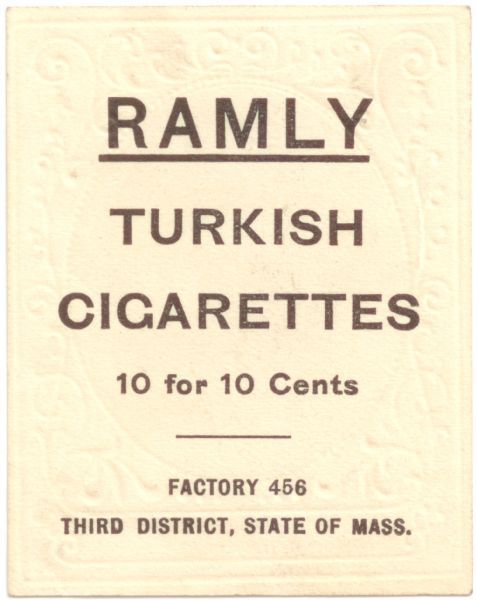 RAMLY
TURKISH
CIGARETTES
10 for 10 Cents
FACTORY 456
THIRD DISTRICT, STATE OF MASS.